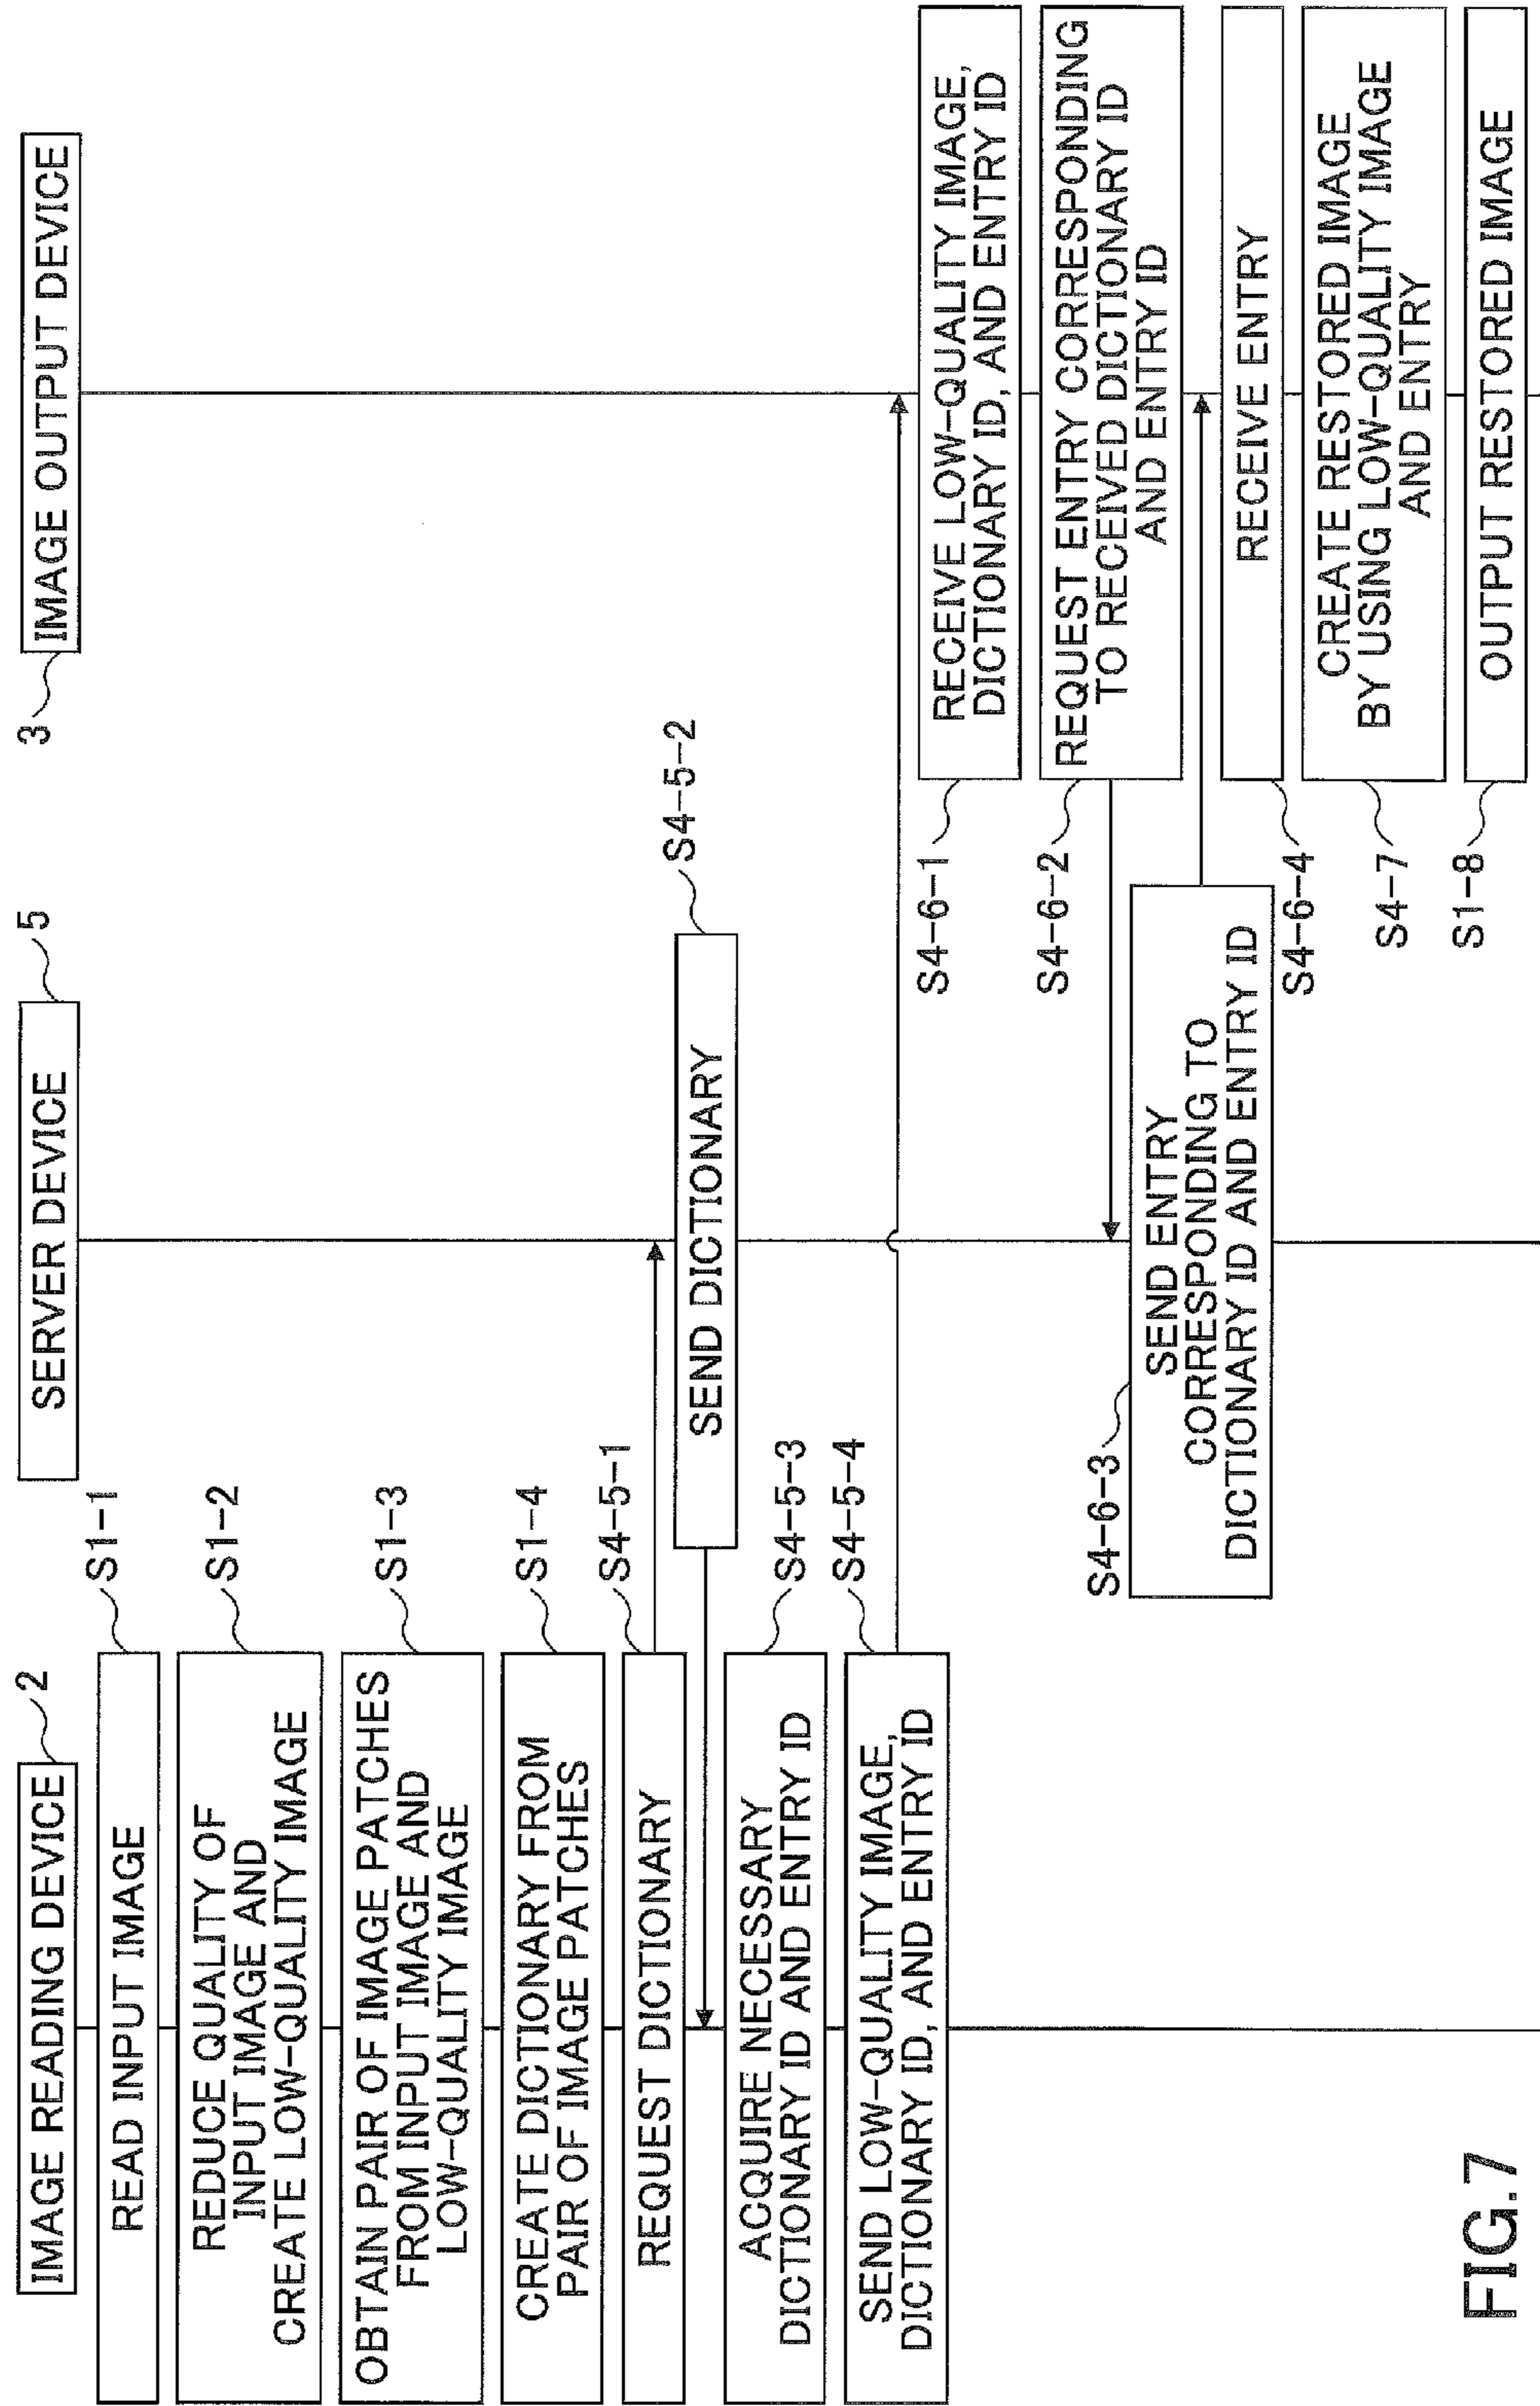 IMAGE READING DEVICE
2
SERVER DEVICE
5
3
IMAGE OUTPUT DEVICE
S1-1
READ INPUT IMAGE
S1-2
REDUCE QUALITY OF
INPUT IMAGE AND
CREATE LOW-QUALITY IMAGE
S1-3
OBTAIN PAIR OF IMAGE PATCHES
FROM INPUT IMAGE AND
LOW-QUALITY IMAGE
S1-4
CREATE DICTIONARY FROM
PAIR OF IMAGE PATCHES
S4-5-1
REQUEST DICTIONARY
S4-5-2
SEND DICTIONARY
S4-5-3
ACQUIRE NECESSARY
DICTIONARY ID AND ENTRY ID
S4-5-4
SEND LOW-QUALITY IMAGE,
DICTIONARY ID, AND ENTRY ID
S4-6-1
RECEIVE LOW-QUALITY IMAGE,
DICTIONARY ID, AND ENTRY ID
S4-6-2
REQUEST ENTRY CORRESPONDING
TO RECEIVED DICTIONARY ID
AND ENTRY ID
S4-6-3
SEND ENTRY
CORRESPONDING TO
DICTIONARY ID AND ENTRY ID
S4-6-4
RECEIVE ENTRY
S4-7
CREATE RESTORED IMAGE
BY USING LOW-QUALITY IMAGE
AND ENTRY
S1-8
OUTPUT RESTORED IMAGE
FIG.7